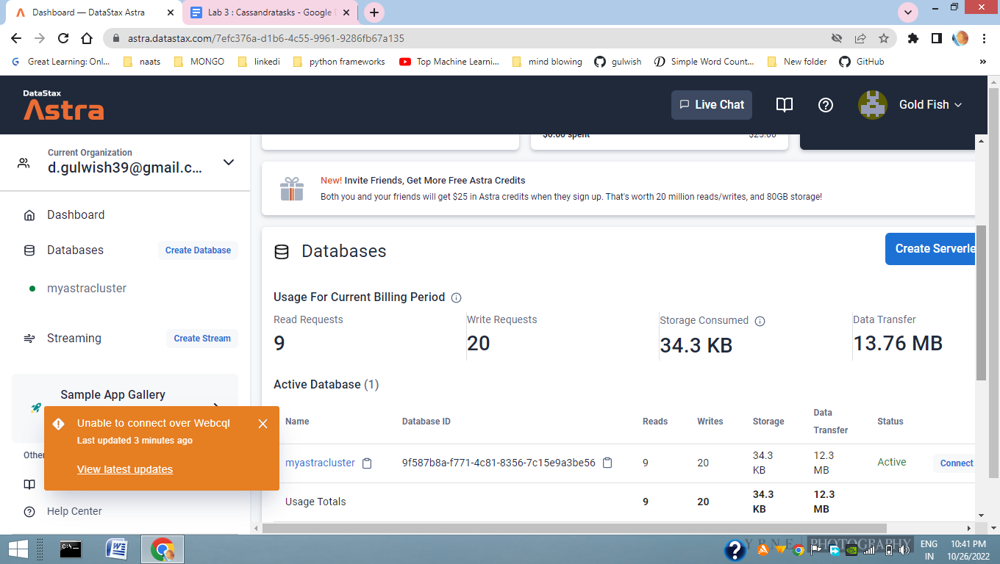 Dashboard — DataStax Astra
Lab 3 : Cassandratasks - Google
astra.datastax.com/7efc376a-d1b6-4c55-9961-9286fb67a135
Great Learning: Onl...
naats
MONGO
linkedi
python frameworks
Top Machine Learni...
mind blowing
gulwish
Simple Word Count...
New folder
GitHub
»
DataStax
Astra
Live Chat
Gold Fish
Current Organization
d.gulwish39@gmail.c...
Dashboard
Databases
Create Database
myastracluster
Streaming
Create Stream
Sample App Gallery
Unable to connect over Webcql
Last updated 3 minutes ago
View latest updates
Help Center
$0.00 spent
$25.00
New! Invite Friends, Get More Free Astra Credits
Both you and your friends will get $25 in Astra credits when they sign up. That's worth 20 million reads/writes, and 80GB storage!
Databases
Create Serverle
Usage For Current Billing Period
Read Requests
9
Write Requests
20
Storage Consumed
34.3 KB
Data Transfer
13.76 MB
Active Database (1)
Name Database ID Reads Writes Storage Data Transfer Status
myastracluster 9f587b8a-f771-4c81-8356-7c15e9a3be56 9 20 34.3 KB 12.3 MB Active Connect
Usage Totals 9 20 34.3 KB 12.3 MB
PHOTOGRAPHY
ENG
IN
10:41 PM
10/26/2022